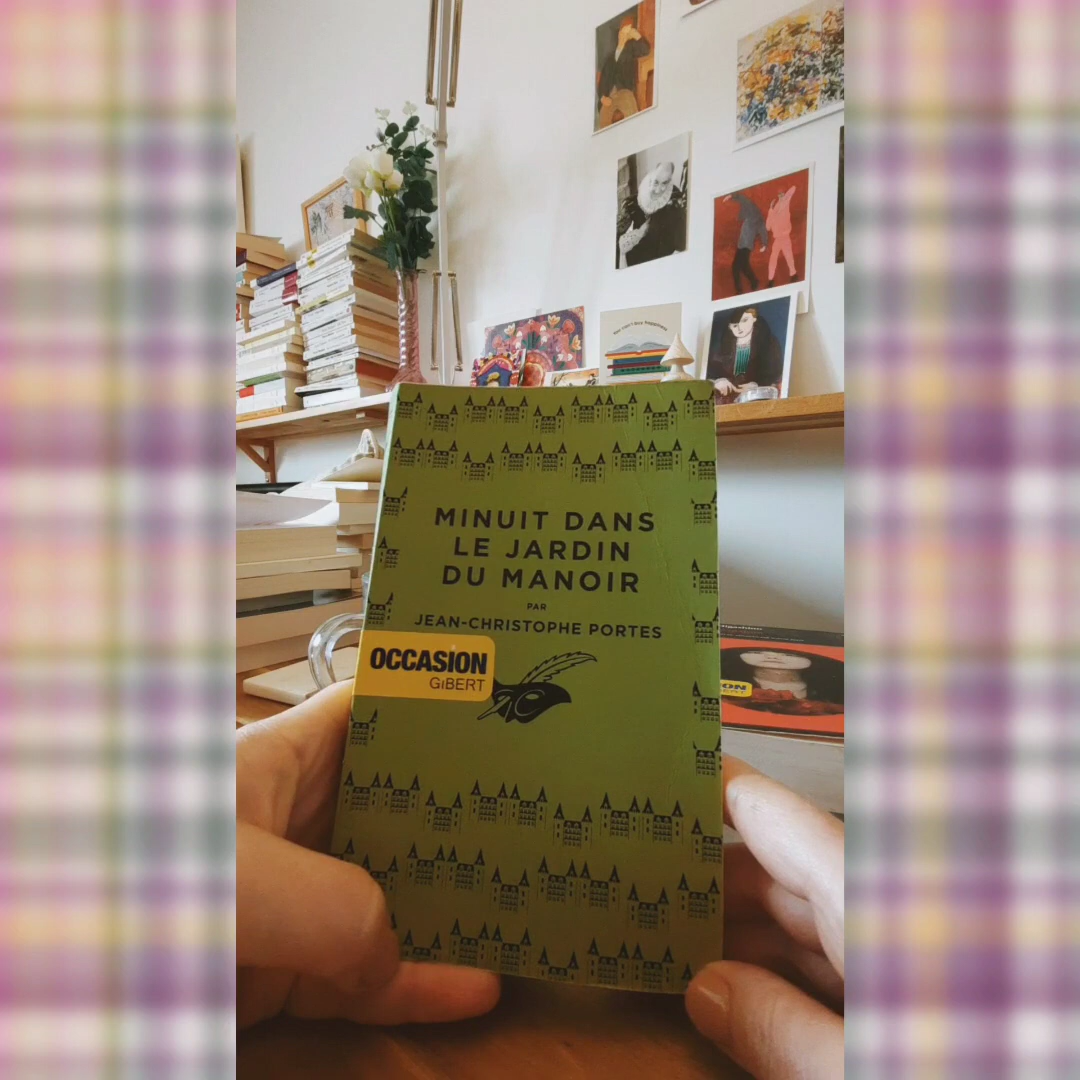 MINUIT DANS
LE JARDIN
DU MANOIR
PAR
JEAN-CHRISTOPHE PORTES
OCCASION
GiBERT